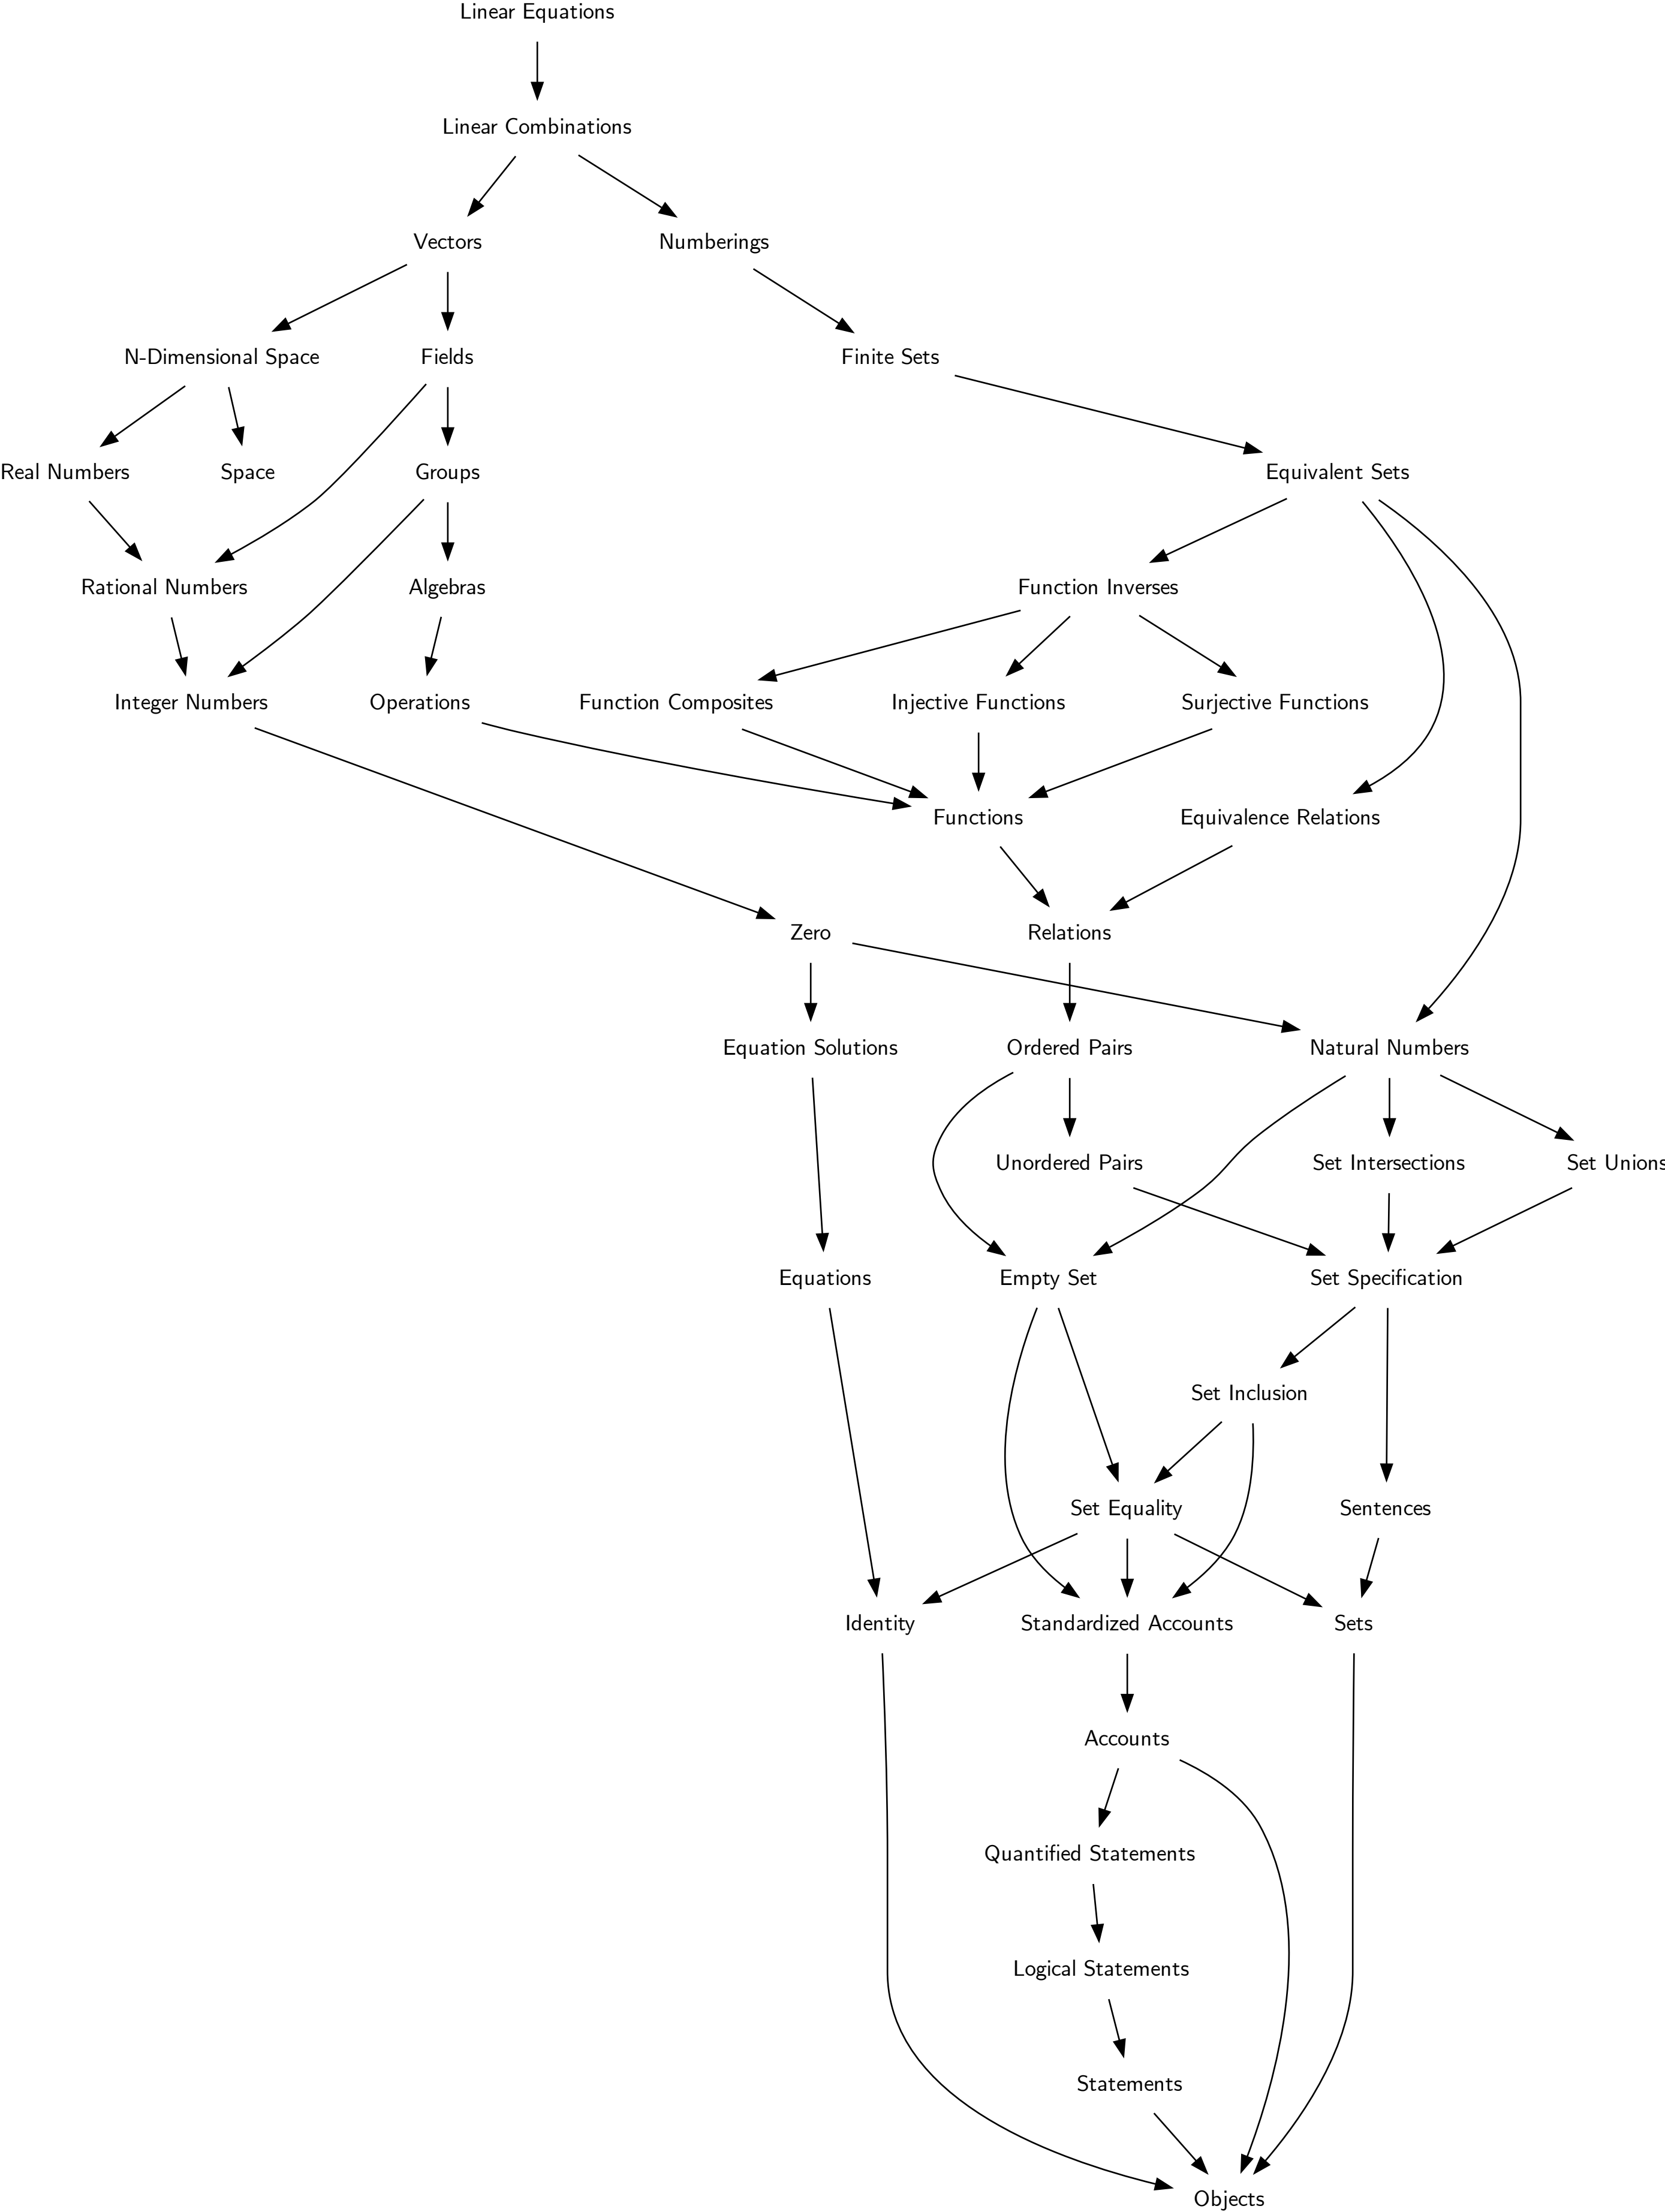 Linear Equations
Linear Combinations
Vectors
Numberings
N-Dimensional Space
Fields
Finite Sets
Real Numbers
Space
Groups
Equivalent Sets
Rational Numbers
Algebras
Function Inverses
Integer Numbers
Operations
Function Composites
Injective Functions
Surjective Functions
Functions
Equivalence Relations
Zero
Relations
Equation Solutions
Ordered Pairs
Natural Numbers
Unordered Pairs
Set Intersections
Set Unions
Equations
Empty Set
Set Specification
Set Inclusion
Set Equality
Sentences
Identity
Standardized Accounts
Sets
Accounts
Quantified Statements
Logical Statements
Statements
Objects